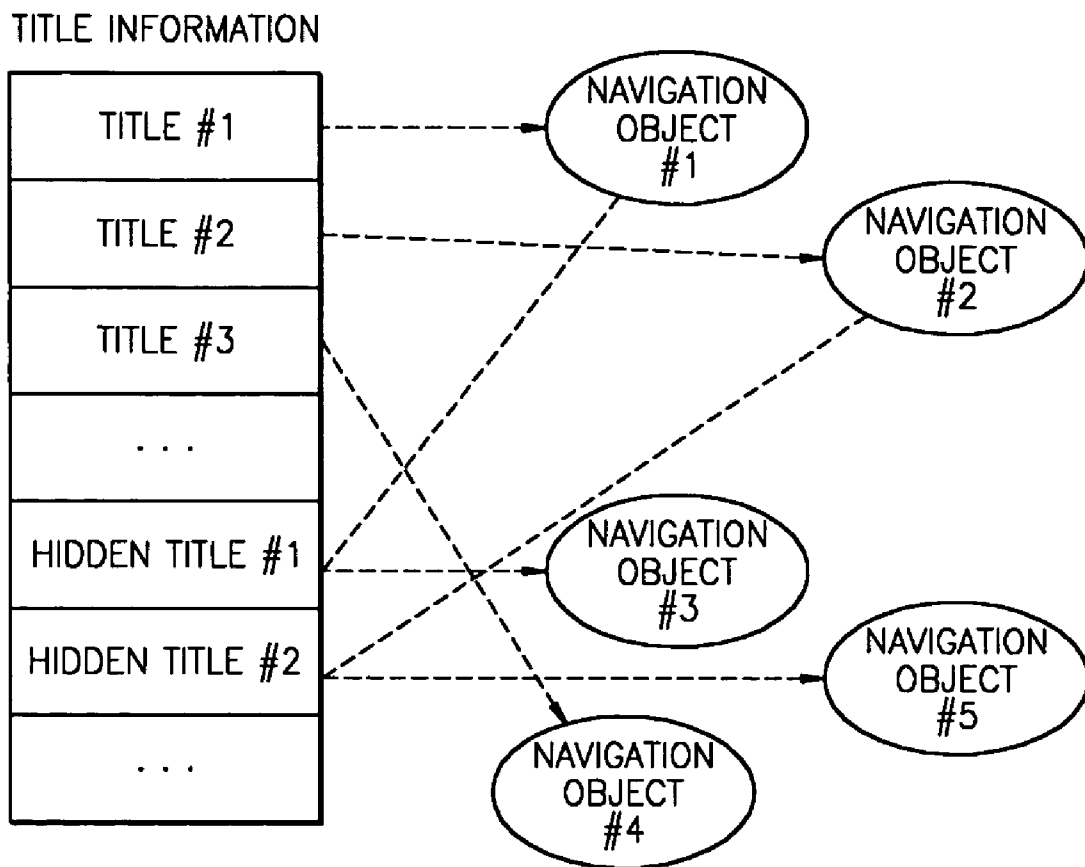 TITLE INFORMATION
TITLE #1
TITLE #2
TITLE #3
. . .
HIDDEN TITLE #1
HIDDEN TITLE #2
. . .
NAVIGATION
OBJECT
#1
NAVIGATION
OBJECT
#2
NAVIGATION
OBJECT
#3
NAVIGATION
OBJECT
#5
NAVIGATION
OBJECT
#4